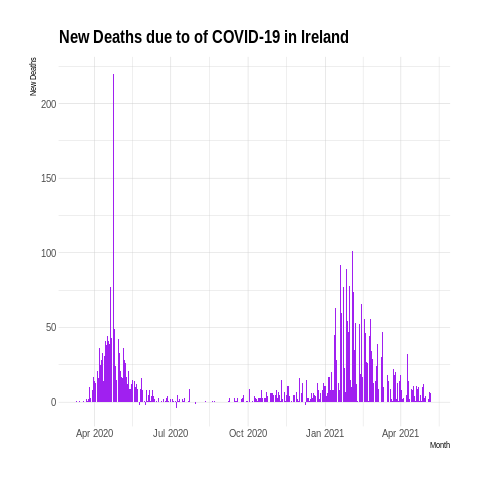 New Deaths due to of COVID-19 in Ireland
New Deaths
200
150
100
50
0
Apr 2020 Jul 2020 Oct 2020 Jan 2021 Apr 2021
Month